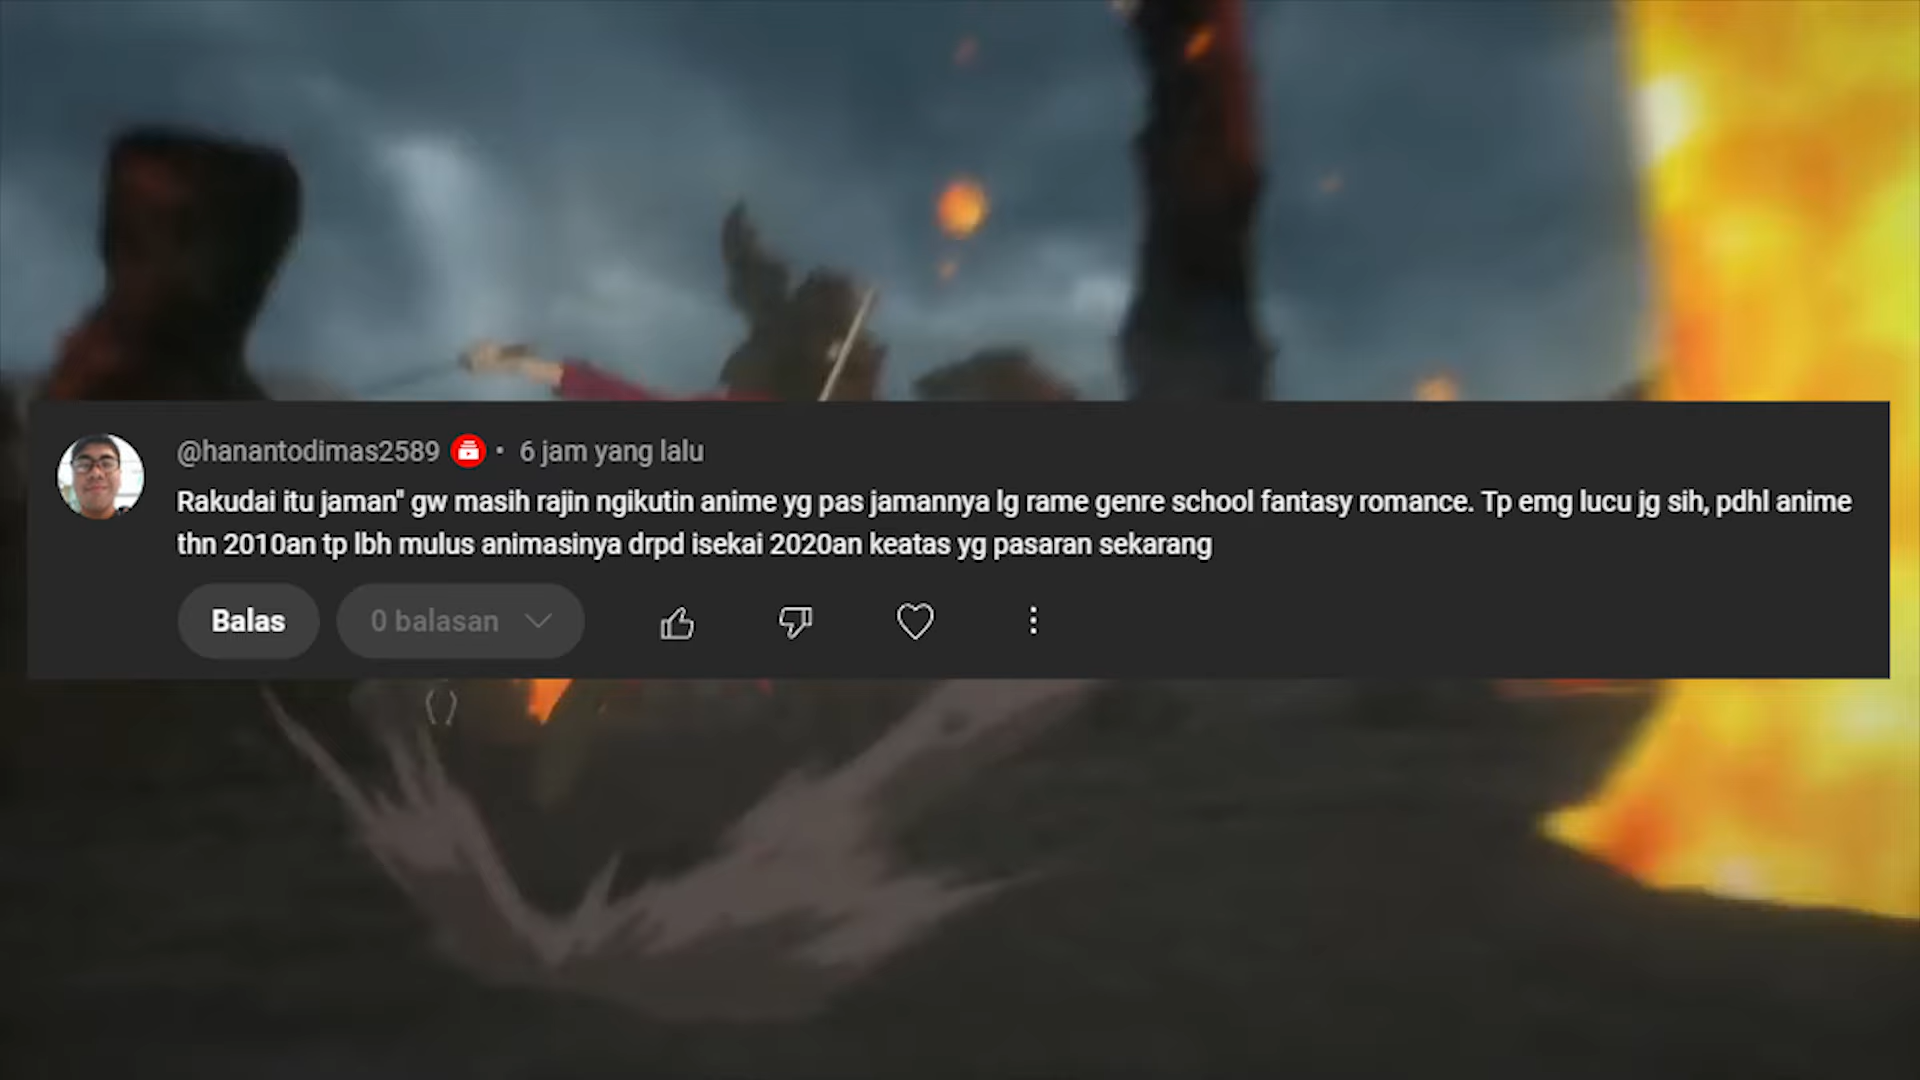 @hanantodimas2589 • 6 jam yang lalu
Rakudai itu jaman" gw masih rajin ngikutin anime yg pas jamannya lg rame genre school fantasy romance. Tp emg lucu jg sih, pdhl anime
thn 2010an tp lbh mulus animasinya drpd isekai 2020an keatas yg pasaran sekarang
Balas 0 balasan